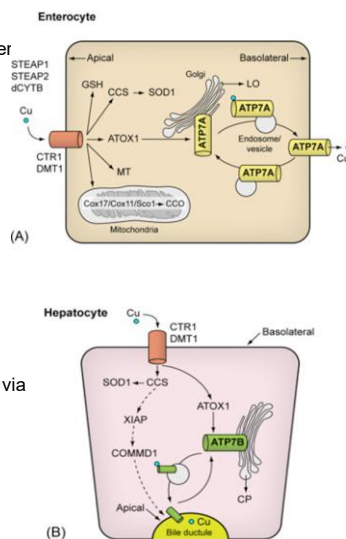 Enterocyte
er
STEAP1
STEAP2
dCYTB
Apical
Basolateral
GSH
CCS
SOD1
Golgi
LO
ATP7A
Cu
ATOX1
ATP7A
Endosome/
vesicle
ATP7A
Cu
CTR1
DMT1
MT
ATP7A
Cox17/Cox11/Sco1
CCO
Mitochondria
(A)
Hepatocyte
Cu
CTR1
DMT1
Basolateral
via
SOD1
CCS
ATOX1
XIAP
ATP7B
COMMD1
CP
Apical
Cu
Bile ductule
(B)